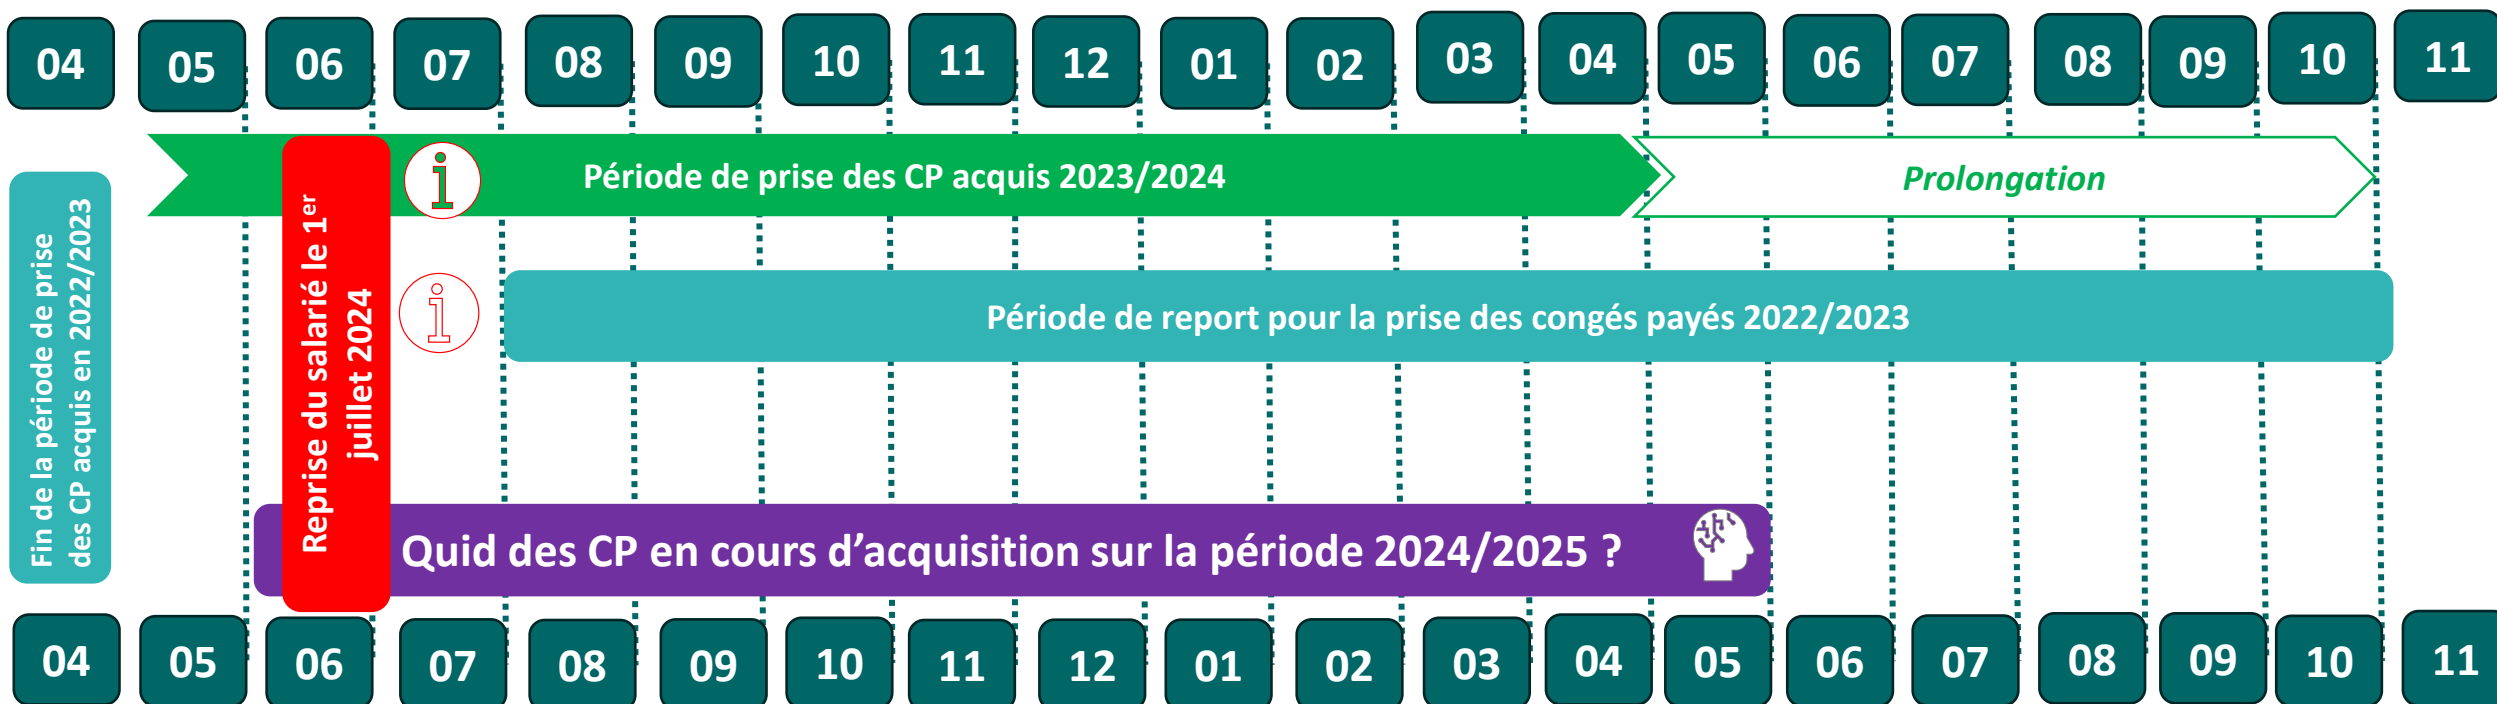 04 05 06 07 08 09 10 11 12 01 02 03 04 05 06 07 08 09 10 11
Fin de la période de prise
des CP acquis en 2022/2023
Reprise du salarié le 1er
juillet 2024
i
Période de prise des CP acquis 2023/2024
Prolongation
i
Période de report pour la prise des congés payés 2022/2023
Quid des CP en cours d'acquisition sur la période 2024/2025 ?
04 05 06 07 08 09 10 11 12 01 02 03 04 05 06 07 08 09 10 11